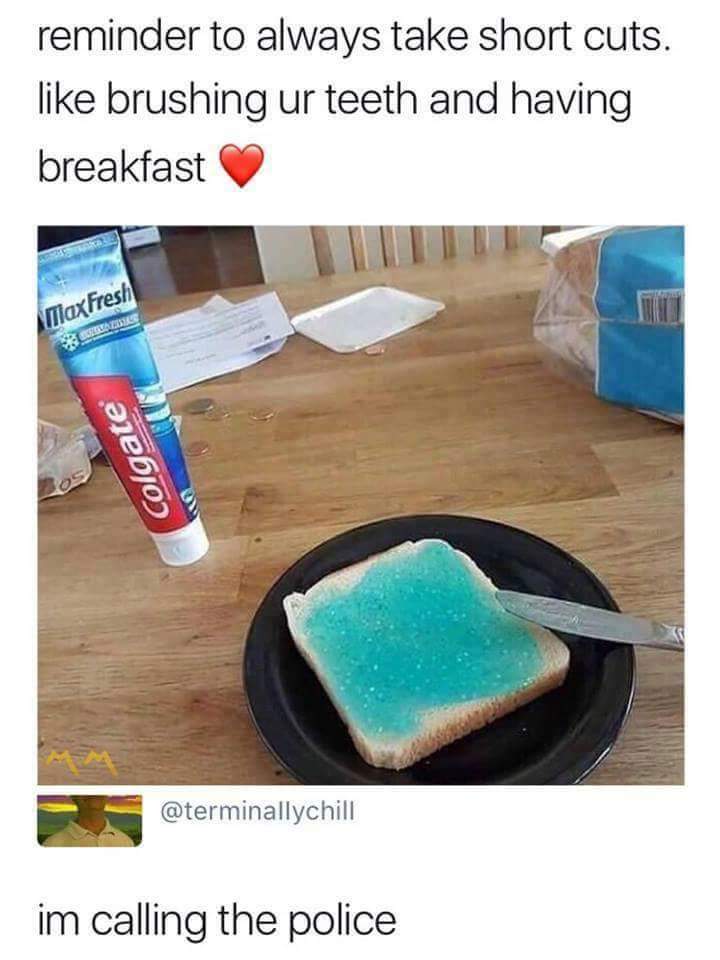 reminder to always take short cuts.
like brushing ur teeth and having
breakfast ❤️
MaxFresh
Colgate
MM
@terminallychill
im calling the police